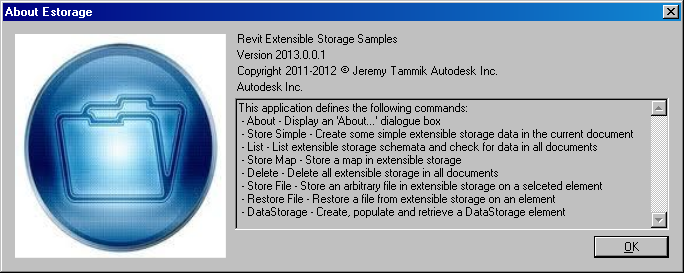 About Estorage
Revit Extensible Storage Samples
Version 2013.0.0.1
Copyright 2011-2012 © Jeremy Tammik Autodesk Inc.
Autodesk Inc.
This application defines the following commands:
- About - Display an 'About...' dialogue box
- Store Simple - Create some simple extensible storage data in the current document
- List - List extensible storage schemata and check for data in all documents
- Store Map - Store a map in extensible storage
- Delete - Delete all extensible storage in all documents
- Store File - Store an arbitrary file in extensible storage on a selceted element
- Restore File - Restore a file from extensible storage on an element
- DataStorage - Create, populate and retrieve a DataStorage element
OK